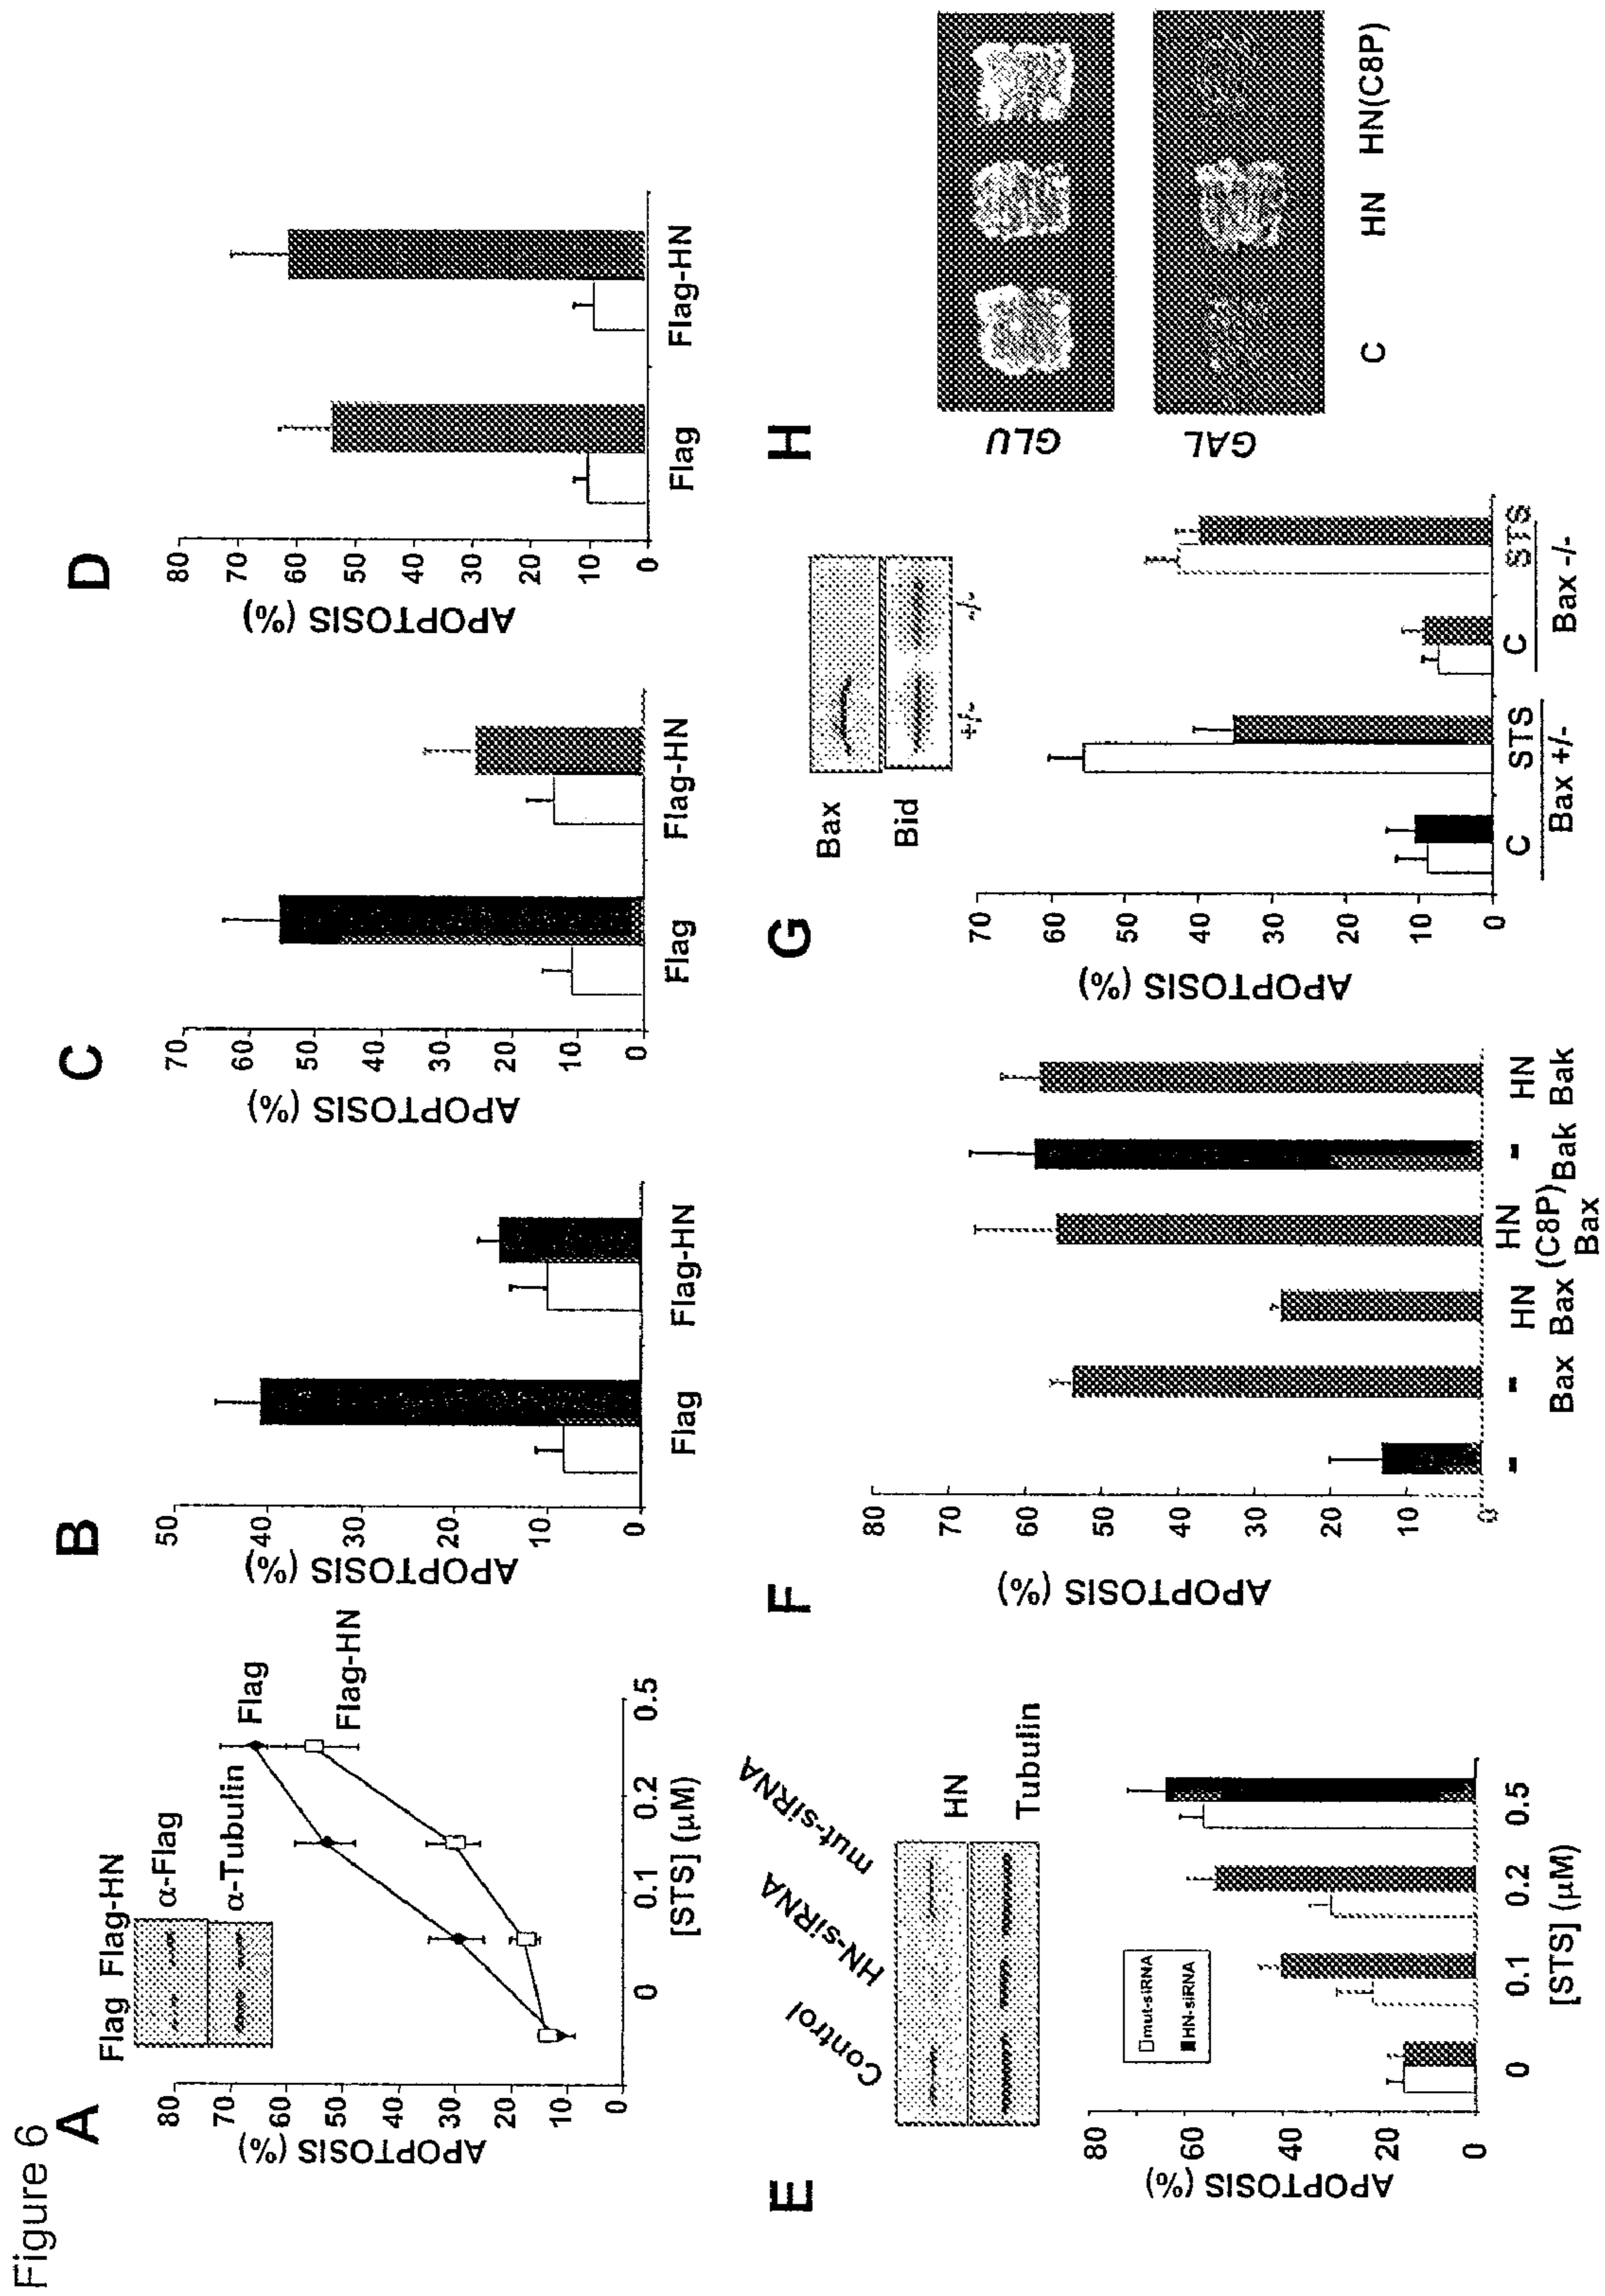 Figure 6
A
Flag Flag-HN
α-Flag
α-Tubulin
APOPTOSIS (%)
80
70
60
50
40
30
20
10
0
Flag
Flag-HN
0 0.1 0.2 0.5
[STS] (μM)
B
APOPTOSIS (%)
50
40
30
20
10
0
Flag Flag-HN
C
APOPTOSIS (%)
70
60
50
40
30
20
10
0
Flag Flag-HN
D
APOPTOSIS (%)
80
70
60
50
40
30
20
10
0
Flag Flag-HN
E
Control HN-siRNA mut-siRNA
HN
Tubulin
APOPTOSIS (%)
80
60
40
20
0
mut-siRNA
HN-siRNA
0 0.1 0.2 0.5
[STS] (μM)
F
APOPTOSIS (%)
80
70
60
50
40
30
20
10
0
- - HN HN - HN
Bax Bax (C8P) Bak Bak
Bax
G
Bax
Bid
+/- -/-
APOPTOSIS (%)
70
60
50
40
30
20
10
0
C STS C STS
Bax +/- Bax -/-
H
GLU
GAL
C HN HN(C8P)